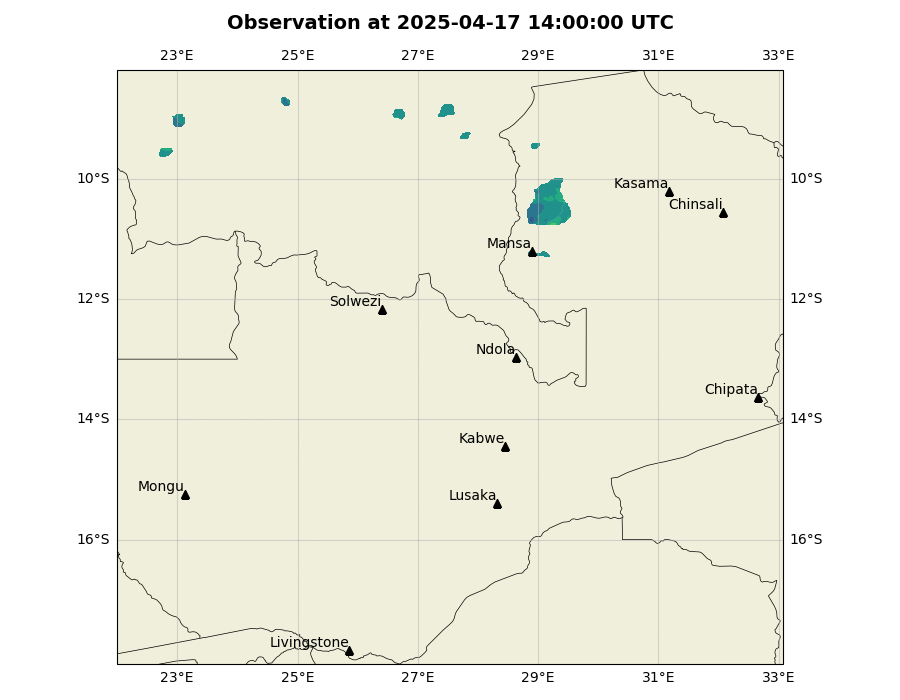 Observation at 2025-04-17 14:00:00 UTC
23°E 25°E 27°E 29°E 31°E 33°E
10°S 10°S
Kasama
Chinsali
Mansa
12°S 12°S
Solwezi
Ndola
Chipata
14°S 14°S
Kabwe
Mongu
Lusaka
16°S 16°S
Livingstone
23°E 25°E 27°E 29°E 31°E 33°E